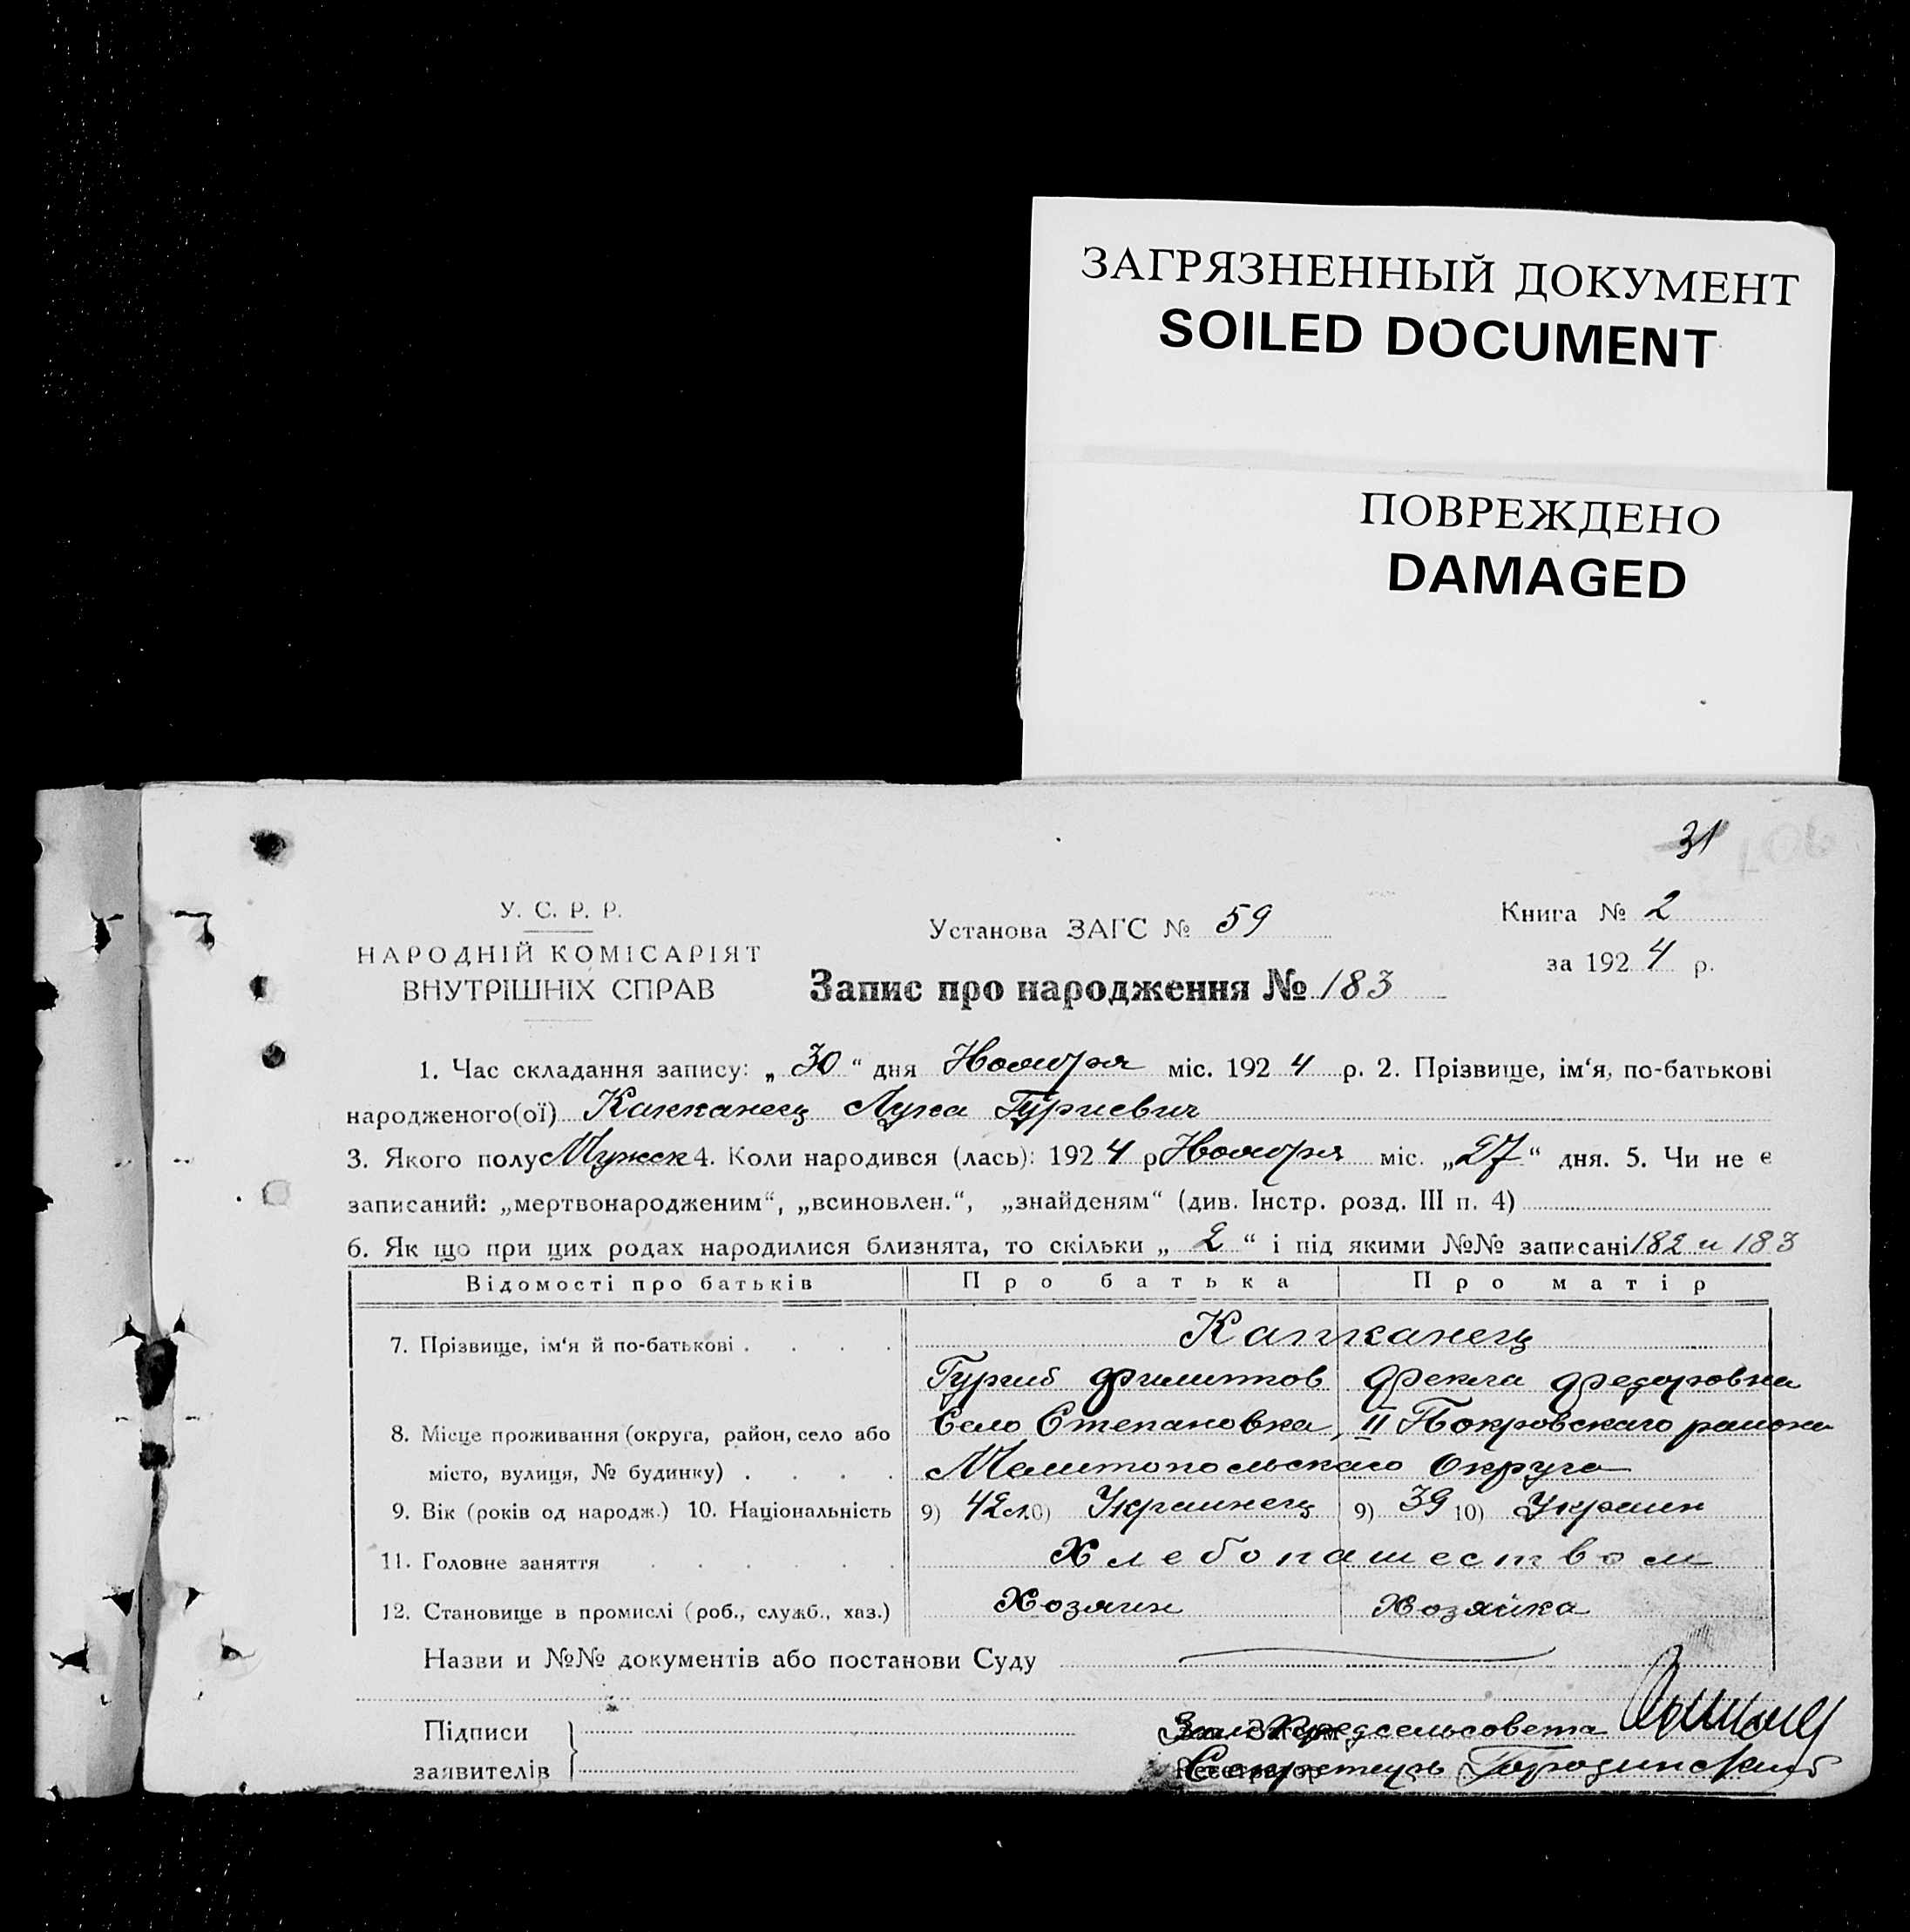 ЗАГРЯЗНЕННЫЙ ДОКУМЕНТ
SOILED DOCUMENT
ПОВРЕЖДЕНО
DAMAGED
31
У. С. Р. Р.
НАРОДНІЙ КОМІСАРІЯТ
ВНУТРІШНІХ СПРАВ
Установа ЗАГС № 59
Книга № 2
за 1924 р.
Запис про народження № 183
1. Час складання запису: „ 30 “ дня Ноября міс. 1924 р. 2. Прізвище, ім‘я, по-батькові
народженого(ої) Капканец Лука Гуриевич
3. Якого полу Мужск 4. Коли народився (лась): 1924 р Ноября міс. „27“ дня. 5. Чи не є
записаний: „мертвонародженим“, „всиновлен.“, „знайденям“ (див. Інстр. розд. III п. 4)
6. Як що при цих родах народилися близнята, то скільки „ 2 “ і під якими №№ записані 182 и 183
Відомості про батьків Про батька Про матір
7. Прізвище, ім‘я й по-батькові . . . . Капканец
Гурий Филиппов Фекла Федоровна
8. Місце проживання (округа, район, село або Село Степановка, II Покровскаго района
місто, вулиця, № будинку) . . . . Мелитопольскаго Округа
9. Вік (років од народж.) 10. Національність 9) 42 л. 10) Украинец 9) 39 10) Украин
11. Головне заняття . . . . . . Хлебопашеством
12. Становище в промислі (роб., служб., хаз.) Хозяин Хозяйка
Назви и №№ документів або постанови Суду
Підписи Зам Предсельсовета
заявителів Секретарь Городинский